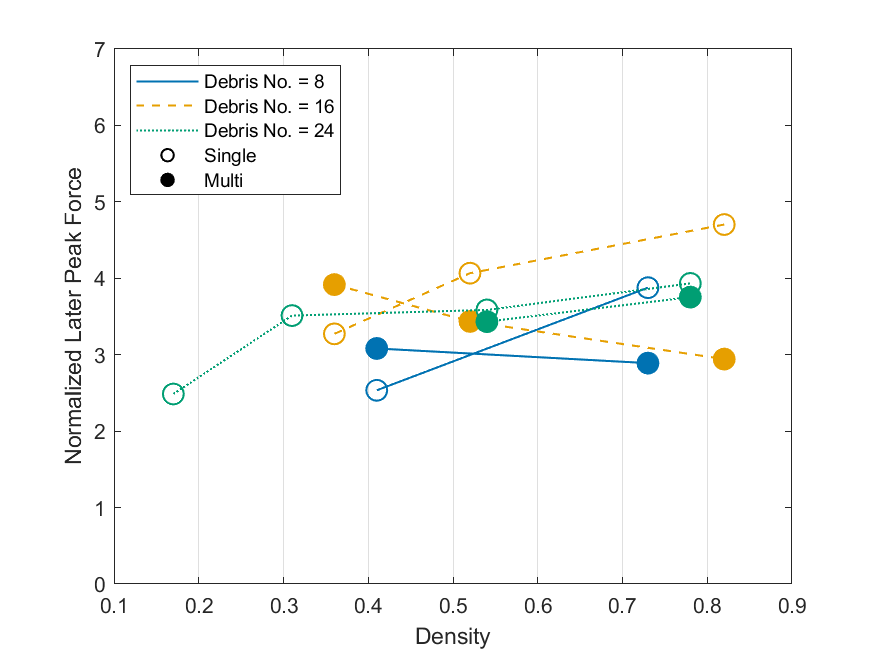 7
6
5
4
3
2
1
0
Normalized Later Peak Force
Debris No. = 8
Debris No. = 16
Debris No. = 24
Single
Multi
0.1 0.2 0.3 0.4 0.5 0.6 0.7 0.8 0.9
Density